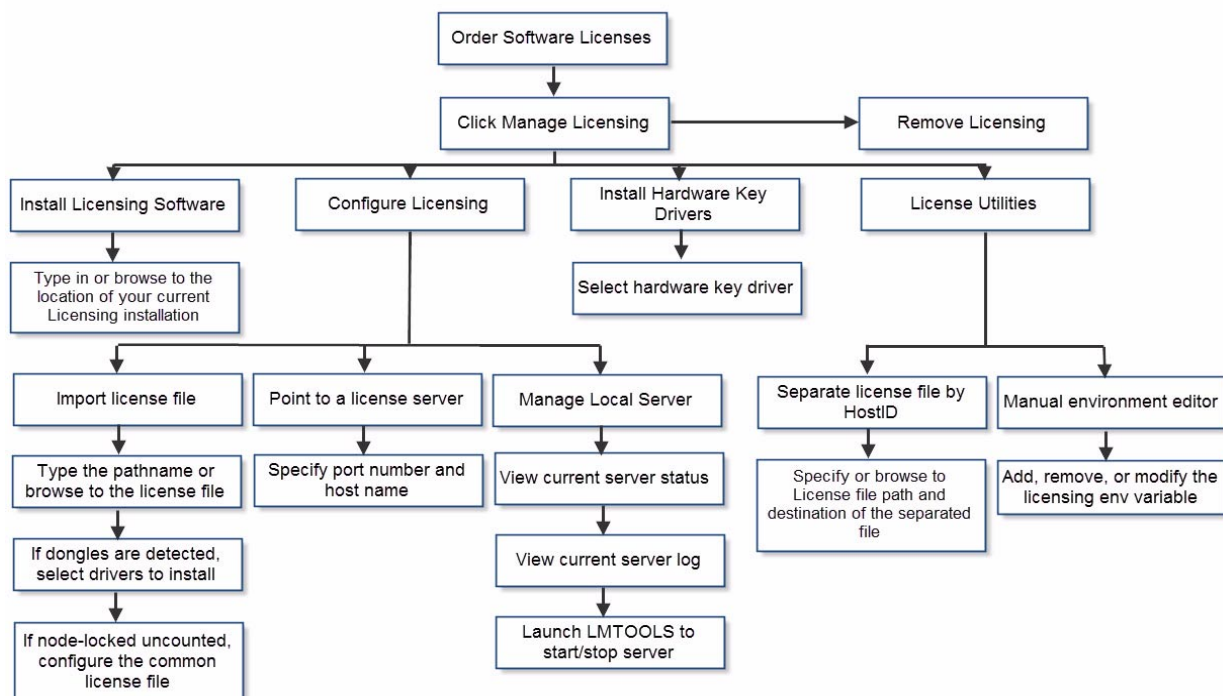 Order Software Licenses
Click Manage Licensing
Remove Licensing
Install Licensing Software
Configure Licensing
Install Hardware Key
Drivers
License Utilities
Type in or browse to the
location of your current
Licensing installation
Select hardware key driver
Import license file
Point to a license server
Manage Local Server
Separate license file by
HostID
Manual environment editor
Type the pathname or
browse to the license file
Specify port number and
host name
View current server status
Specify or browse to
License file path and
destination of the separated
file
Add, remove, or modify the
licensing env variable
If dongles are detected,
select drivers to install
View current server log
If node-locked uncounted,
configure the common
license file
Launch LMTOOLS to
start/stop server